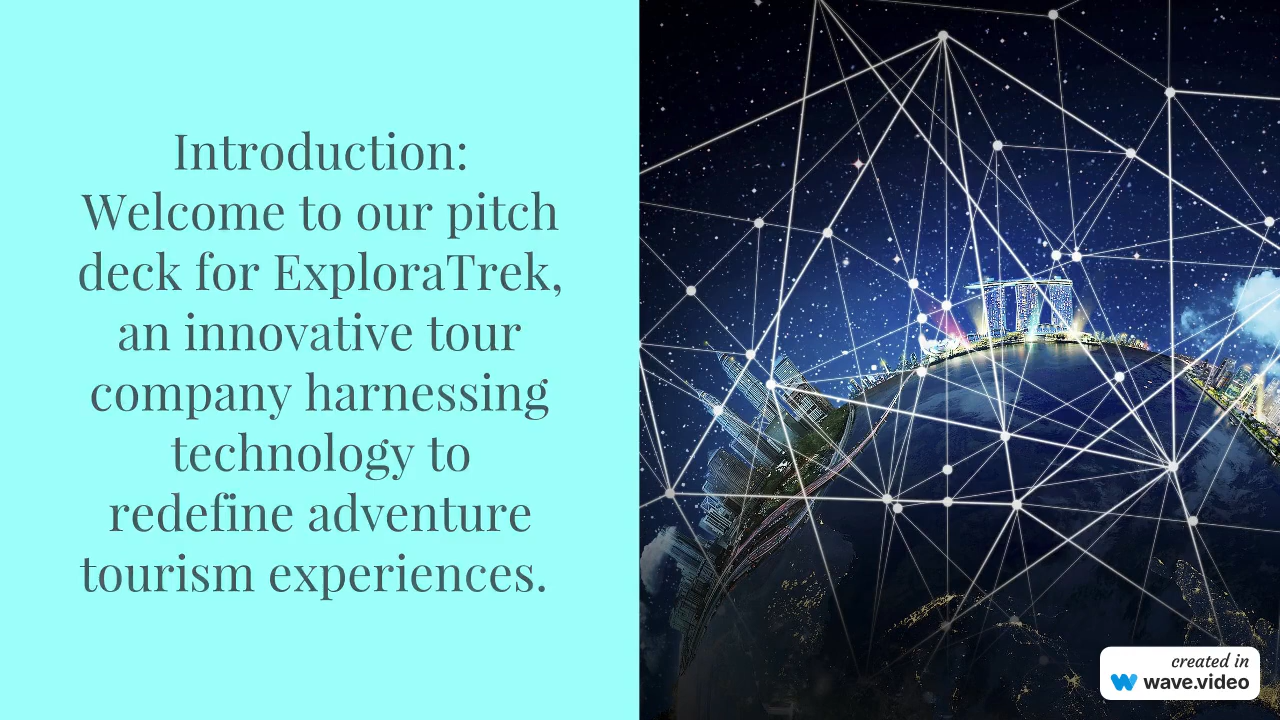 Introduction:
Welcome to our pitch
deck for ExploraTrek,
an innovative tour
company harnessing
technology to
redefine adventure
tourism experiences.
created in
wave.video